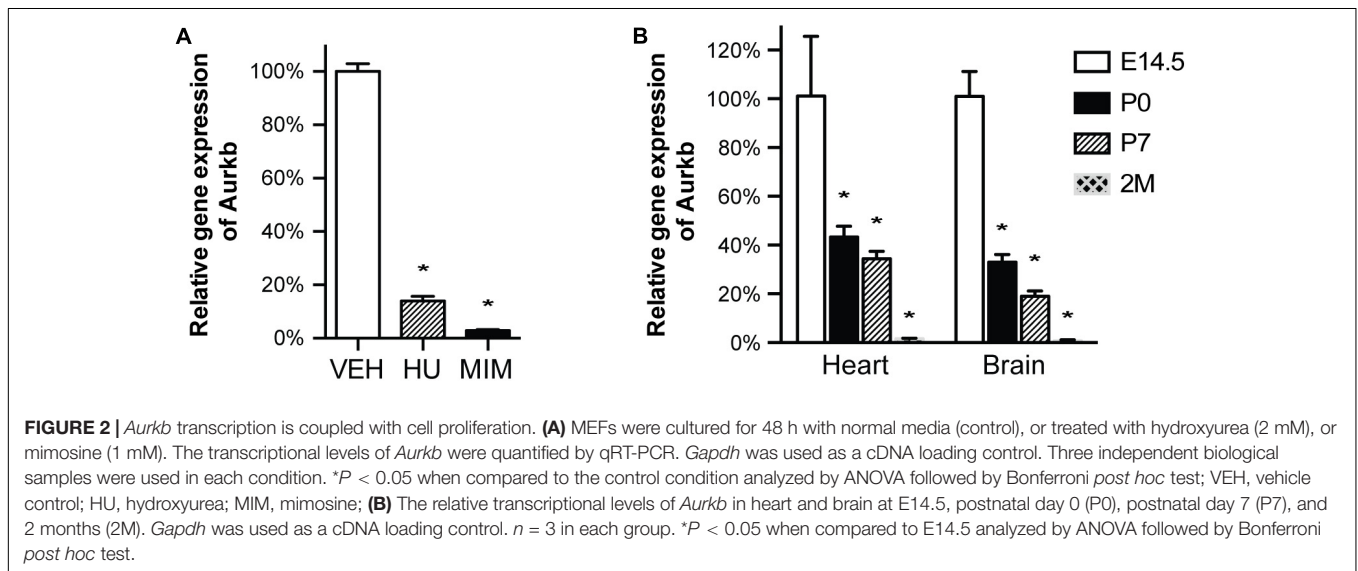 A
Relative gene expression
of Aurkb
100%
80%
60%
40%
20%
0%
*
*
VEH HU MIM
B
Relative gene expression
of Aurkb
120%
100%
80%
60%
40%
20%
0%
*
*
*
*
*
*
Heart Brain
E14.5
P0
P7
2M
FIGURE 2 | Aurkb transcription is coupled with cell proliferation. (A) MEFs were cultured for 48 h with normal media (control), or treated with hydroxyurea (2 mM), or
mimosine (1 mM). The transcriptional levels of Aurkb were quantified by qRT-PCR. Gapdh was used as a cDNA loading control. Three independent biological
samples were used in each condition. *P < 0.05 when compared to the control condition analyzed by ANOVA followed by Bonferroni post hoc test; VEH, vehicle
control; HU, hydroxyurea; MIM, mimosine; (B) The relative transcriptional levels of Aurkb in heart and brain at E14.5, postnatal day 0 (P0), postnatal day 7 (P7), and
2 months (2M). Gapdh was used as a cDNA loading control. n = 3 in each group. *P < 0.05 when compared to E14.5 analyzed by ANOVA followed by Bonferroni
post hoc test.